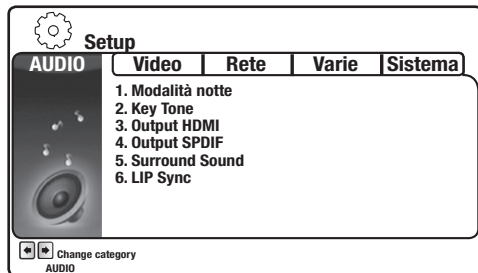 Setup
AUDIO Video Rete Varie Sistema
1. Modalità notte
2. Key Tone
3. Output HDMI
4. Output SPDIF
5. Surround Sound
6. LIP Sync
Change category
AUDIO